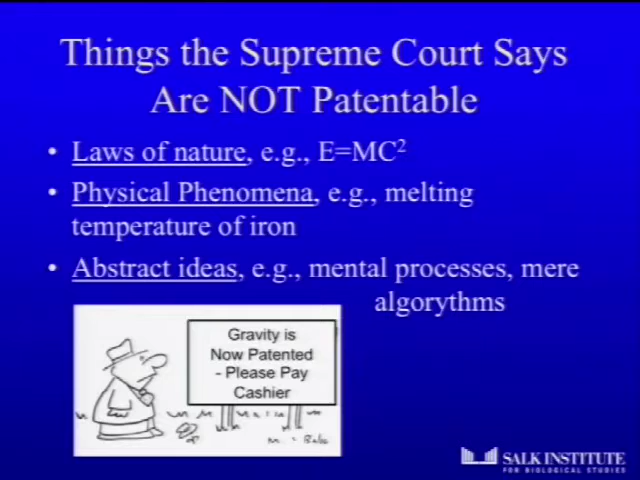 Things the Supreme Court Says
Are NOT Patentable
• Laws of nature, e.g., E=MC²
• Physical Phenomena, e.g., melting
temperature of iron
• Abstract ideas, e.g., mental processes, mere
algorythms
Gravity is
Now Patented
- Please Pay
Cashier
SALK INSTITUTE
FOR BIOLOGICAL STUDIES